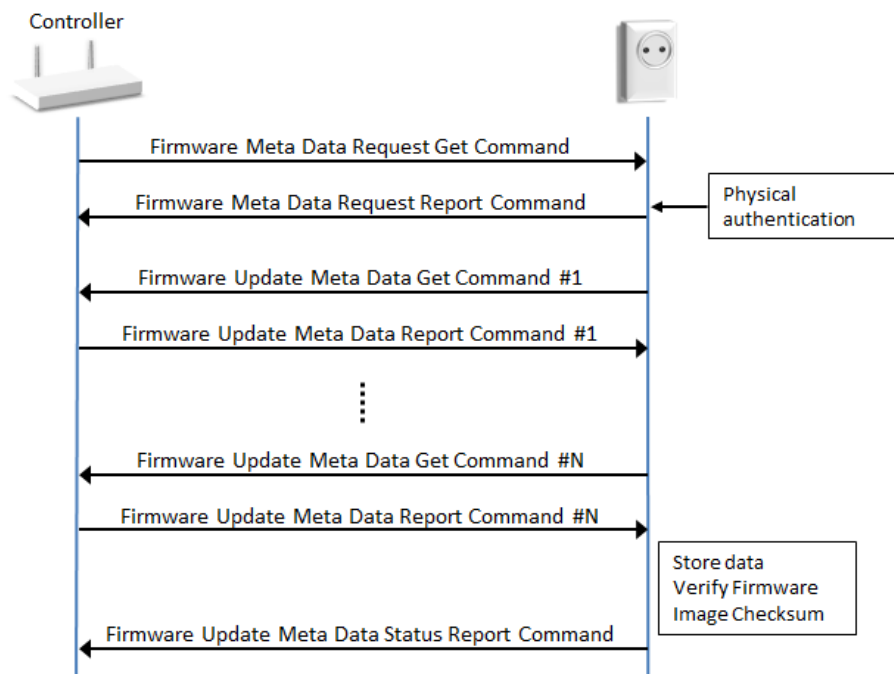 Controller
Firmware Meta Data Request Get Command
Firmware Meta Data Request Report Command
Physical
authentication
Firmware Update Meta Data Get Command #1
Firmware Update Meta Data Report Command #1
Firmware Update Meta Data Get Command #N
Firmware Update Meta Data Report Command #N
Store data
Verify Firmware
Image Checksum
Firmware Update Meta Data Status Report Command